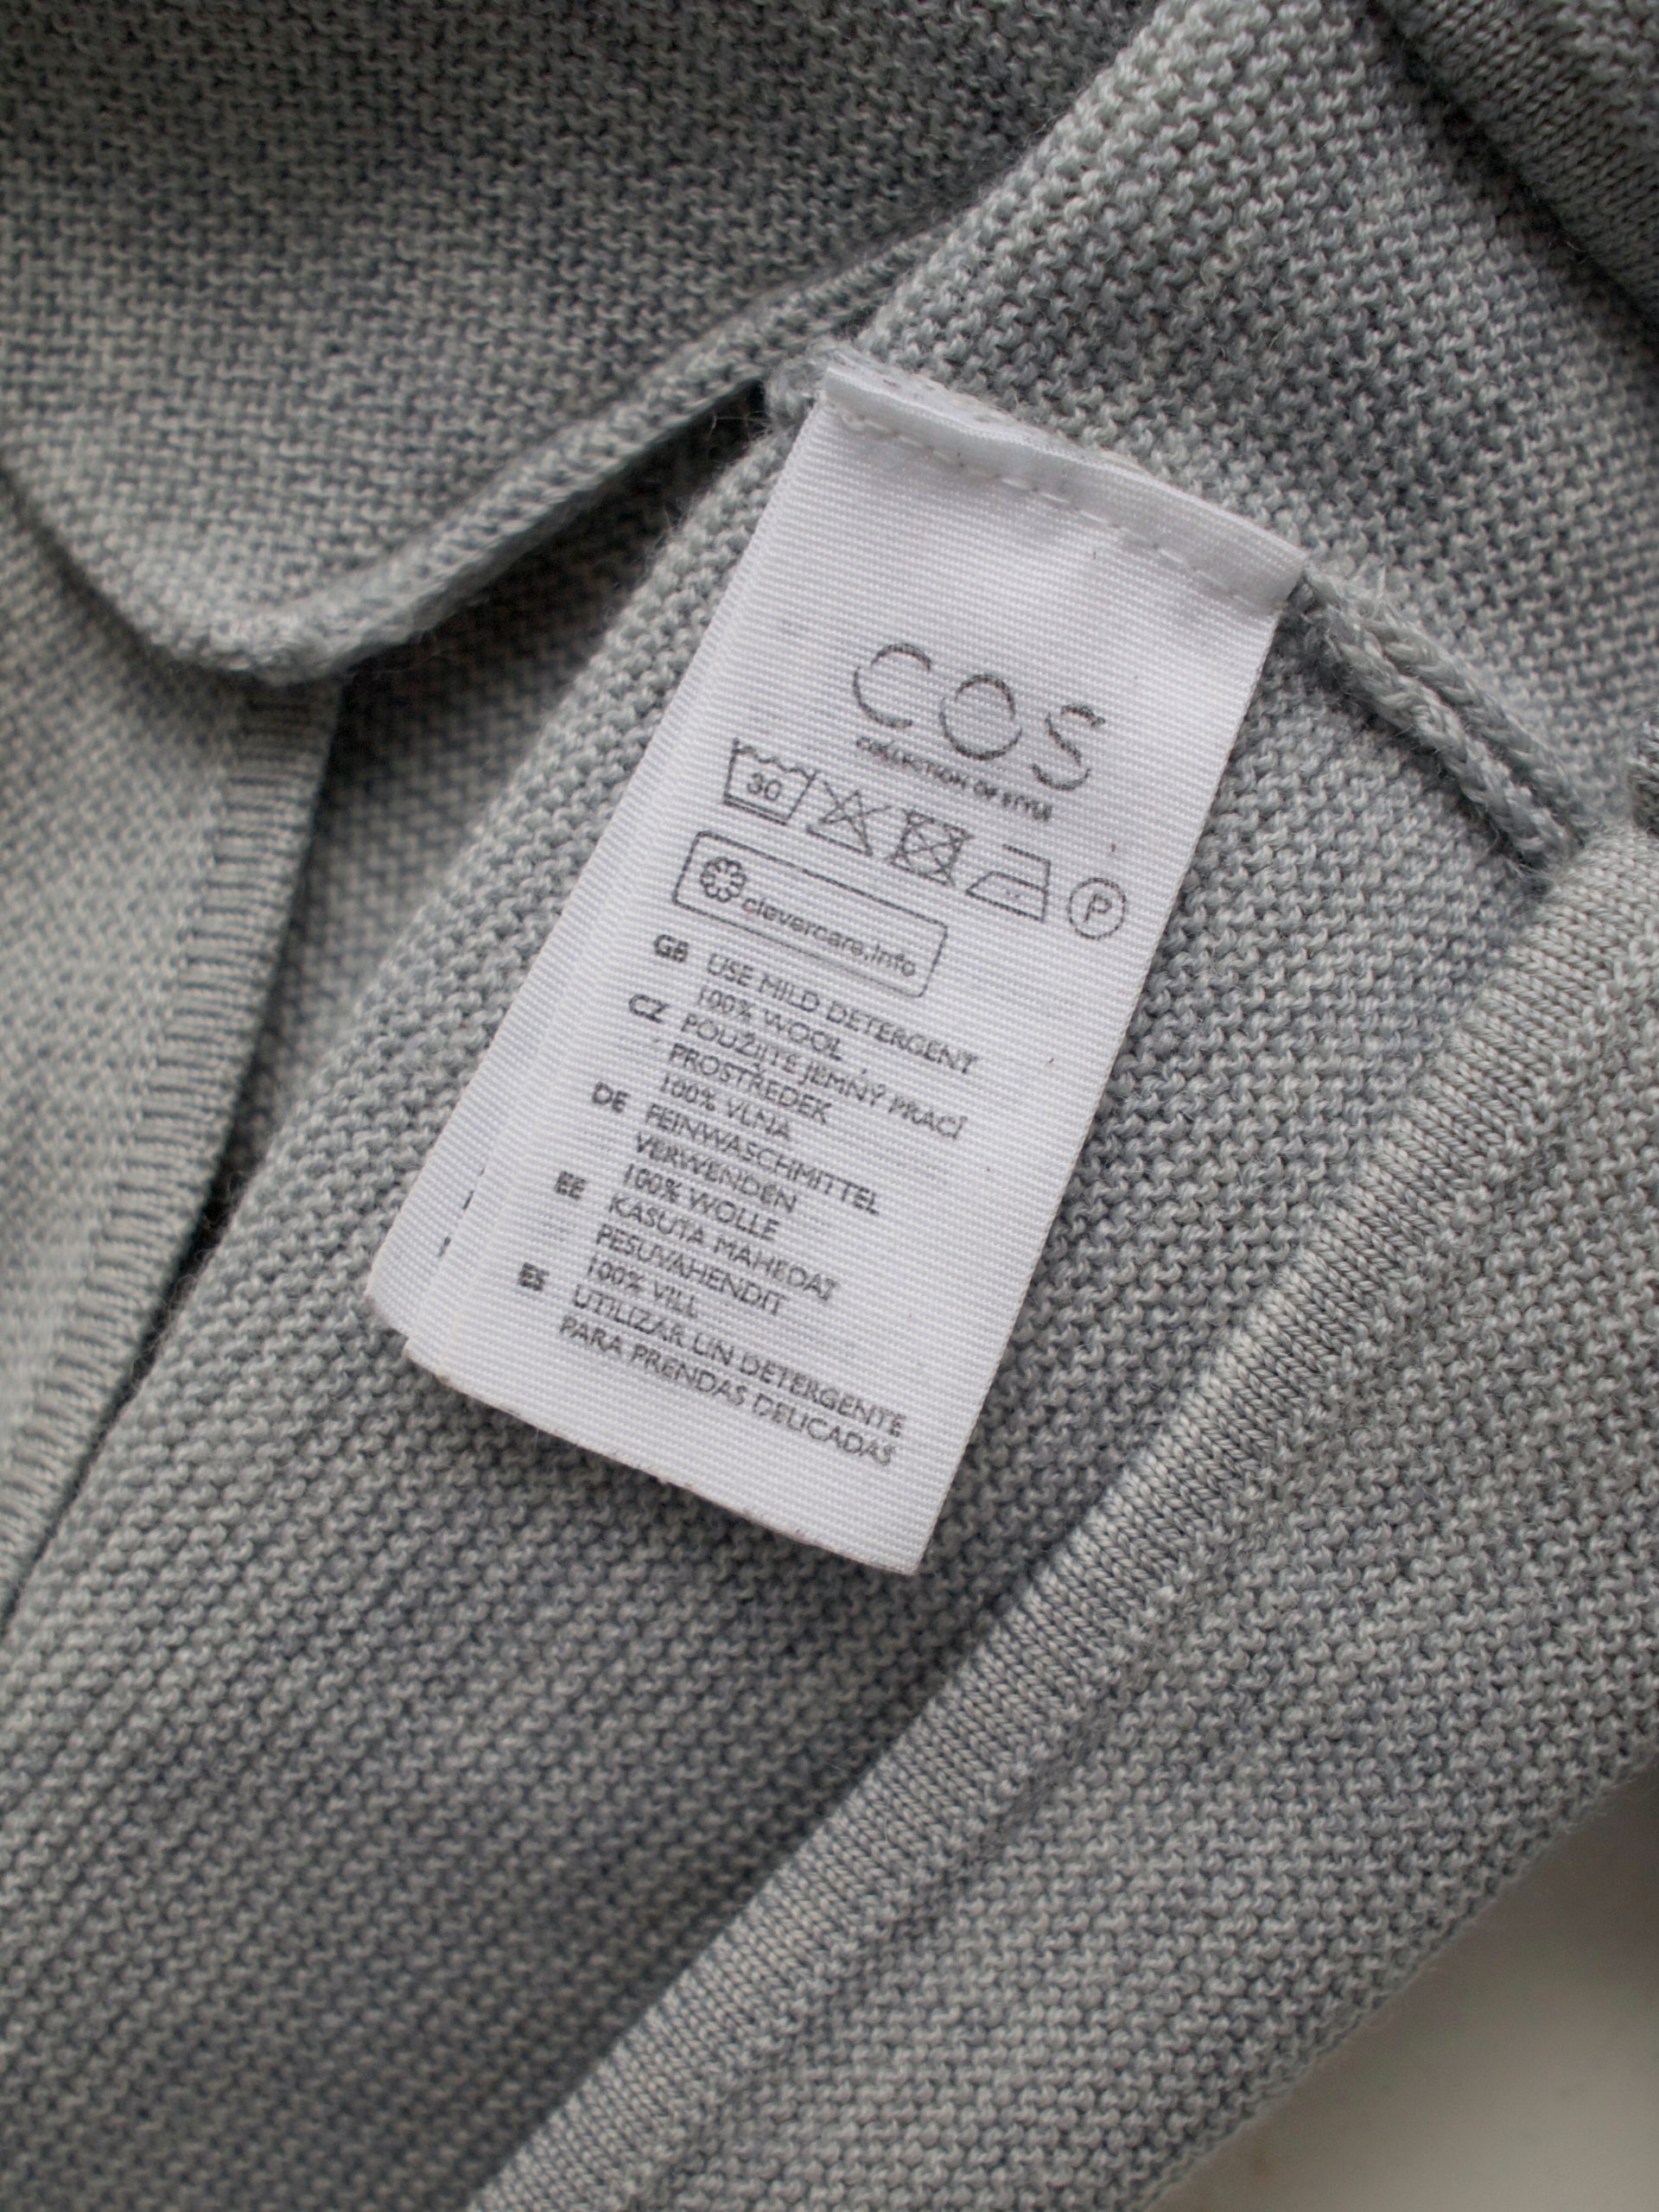 COS
COLLECTION OF STYLE
30
P
clevercare.info
GB USE MILD DETERGENT
100% WOOL
CZ POUŽIJTE JEMNÝ PRACÍ
PROSTŘEDEK
100% VLNA
DE FEINWASCHMITTEL
VERWENDEN
100% WOLLE
EE KASUTA MAHEDAT
PESUVAHENDIT
100% VILL
ES UTILIZAR UN DETERGENTE
PARA PRENDAS DELICADAS